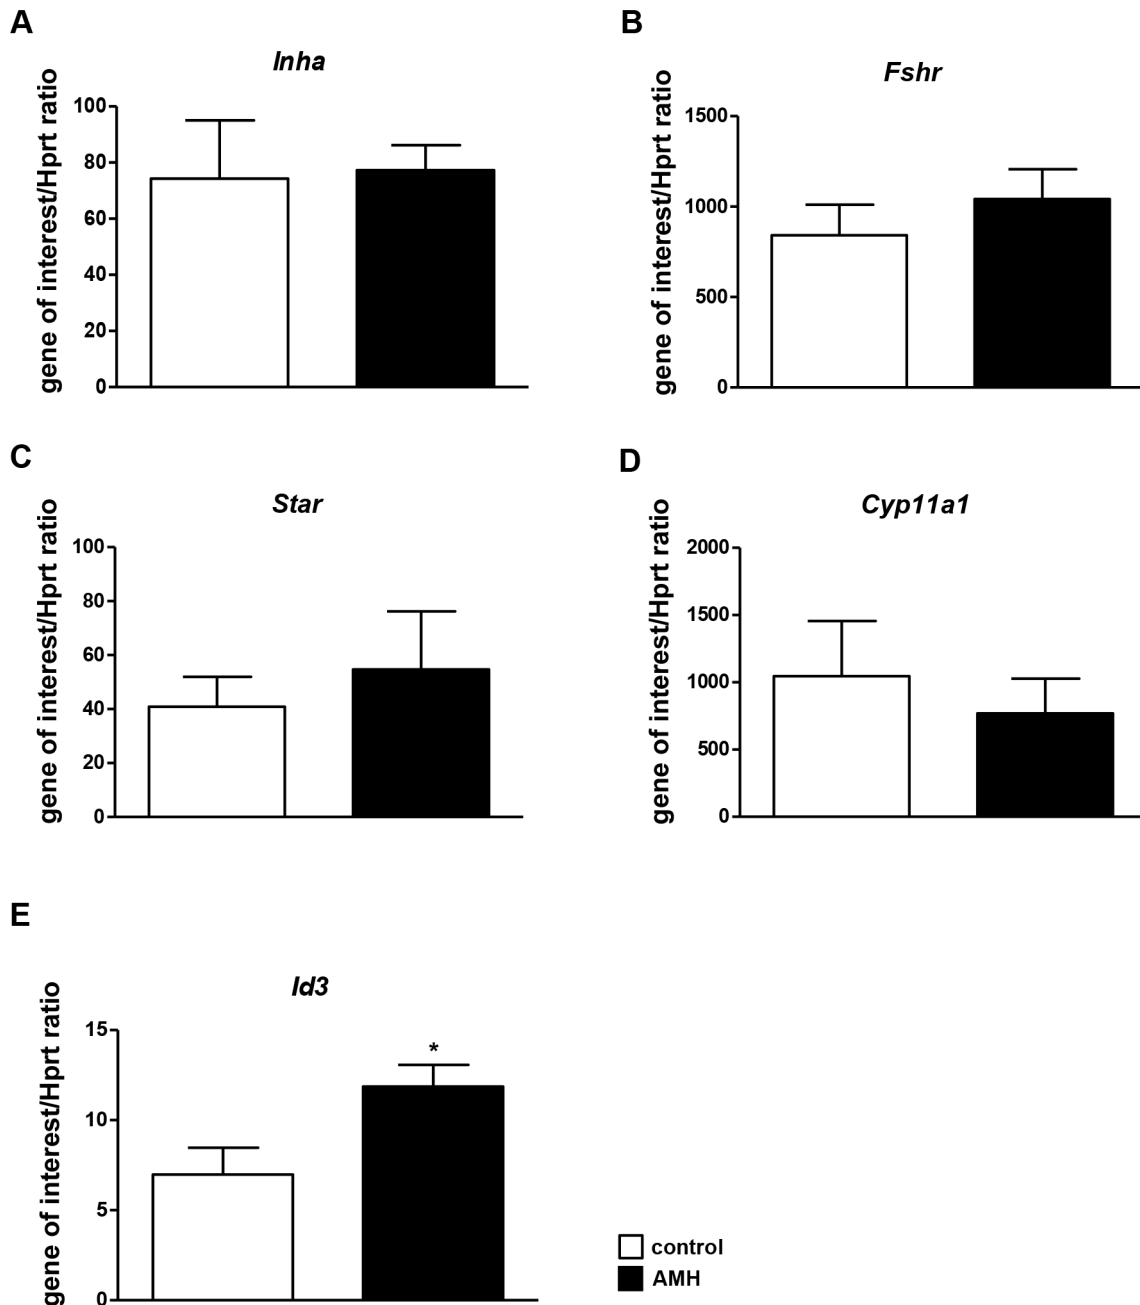 A
Inha
gene of interest/Hprt ratio
100
80
60
40
20
0
B
Fshr
gene of interest/Hprt ratio
1500
1000
500
0
C
Star
gene of interest/Hprt ratio
100
80
60
40
20
0
D
Cyp11a1
gene of interest/Hprt ratio
2000
1500
1000
500
0
E
Id3
gene of interest/Hprt ratio
15
10
5
0
*
control
AMH